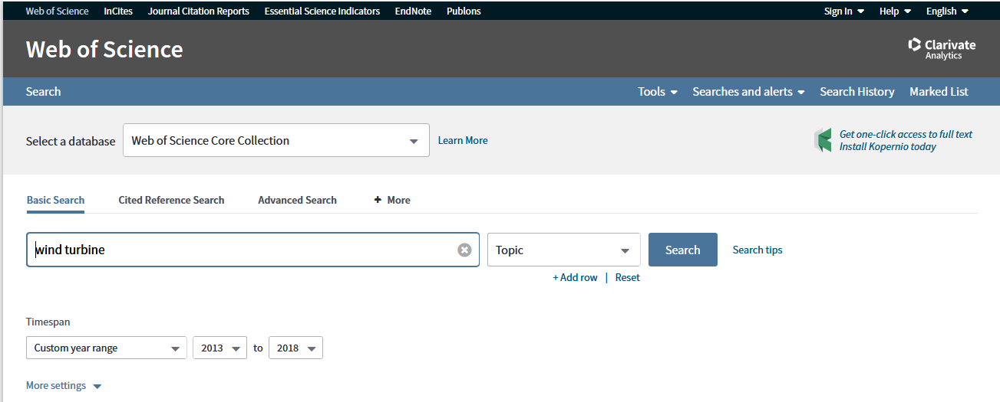 Web of Science InCites Journal Citation Reports Essential Science Indicators EndNote Publons Sign In Help English
Web of Science
Clarivate
Analytics
Search Tools Searches and alerts Search History Marked List
Select a database Web of Science Core Collection Learn More
Get one-click access to full text
Install Kopernio today
Basic Search Cited Reference Search Advanced Search + More
wind turbine Topic Search Search tips
+ Add row | Reset
Timespan
Custom year range 2013 to 2018
More settings